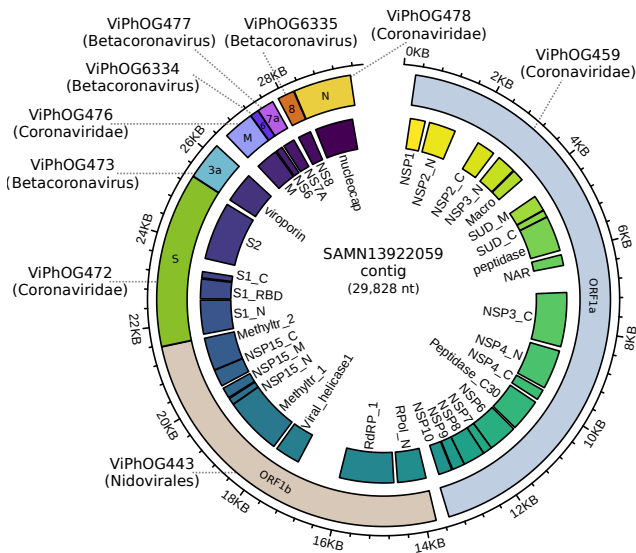 ViPhOG477
(Betacoronavirus)
ViPhOG6335
(Betacoronavirus)
ViPhOG478
(Coronaviridae)
ViPhOG6334
(Betacoronavirus)
ViPhOG476
(Coronaviridae)
ViPhOG473
(Betacoronavirus)
ViPhOG472
(Coronaviridae)
ViPhOG443
(Nidovirales)
ViPhOG459
(Coronaviridae)
0KB
2KB
4KB
6KB
8KB
10KB
12KB
14KB
16KB
18KB
20KB
22KB
24KB
26KB
28KB
ORF1a
ORF1b
S
3a
M
6
7a
8
N
NSP1
NSP2_N
NSP2_C
NSP3_N
Macro
SUD_M
SUD_C
peptidase
NAR
NSP3_C
NSP4_N
NSP4_C
Peptidase_C30
NSP6
NSP7
NSP8
NSP9
NSP10
RPol_N
RdRP_1
Viral_helicase1
Methyltr_1
NSP15_N
NSP15_M
NSP15_C
Methyltr_2
S1_N
S1_RBD
S1_C
S2
viroporin
M
NS6
NS7A
NS8
nucleocap
SAMN13922059
contig
(29,828 nt)